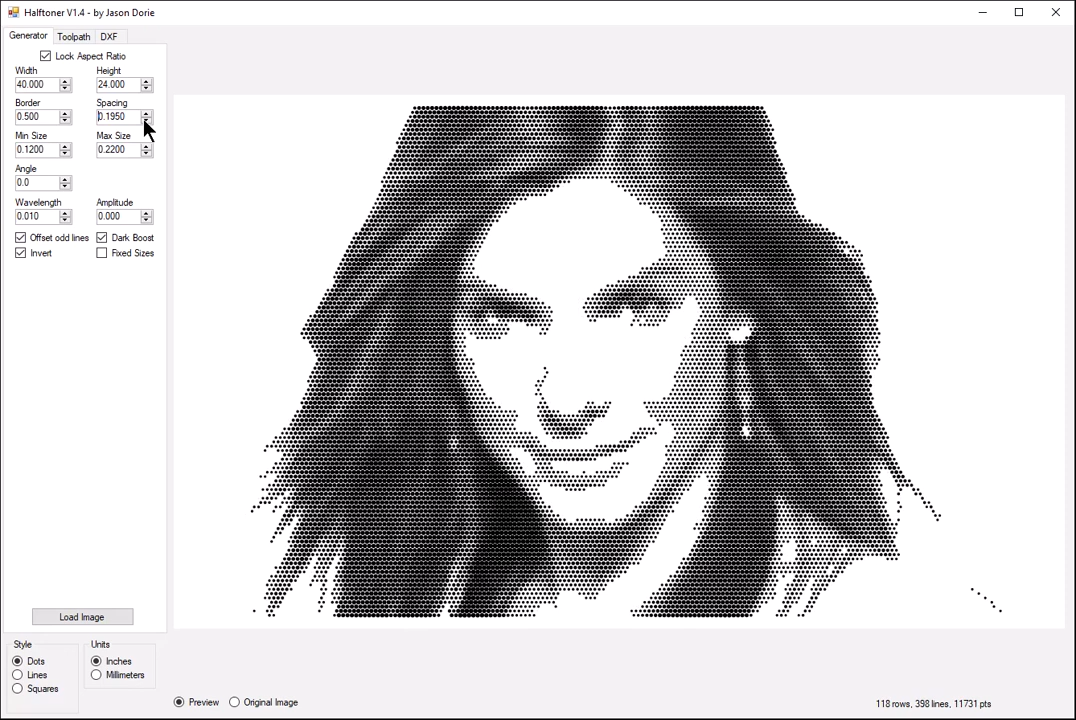 Halftoner V1.4 - by Jason Dorie
Generator Toolpath DXF
Lock Aspect Ratio
Width Height
40.000 24.000
Border Spacing
0.500 0.1950
Min Size Max Size
0.1200 0.2200
Angle
0.0
Wavelength Amplitude
0.010 0.000
Offset odd lines Dark Boost
Invert Fixed Sizes
Load Image
Style Units
Dots Inches
Lines Millimeters
Squares
Preview Original Image
118 rows, 398 lines, 11731 pts